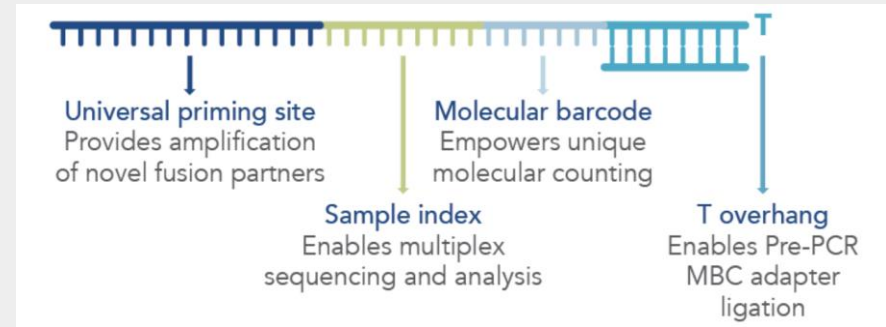 T
Universal priming site
Provides amplification
of novel fusion partners
Molecular barcode
Empowers unique
molecular counting
Sample index
Enables multiplex
sequencing and analysis
T overhang
Enables Pre-PCR
MBC adapter
ligation